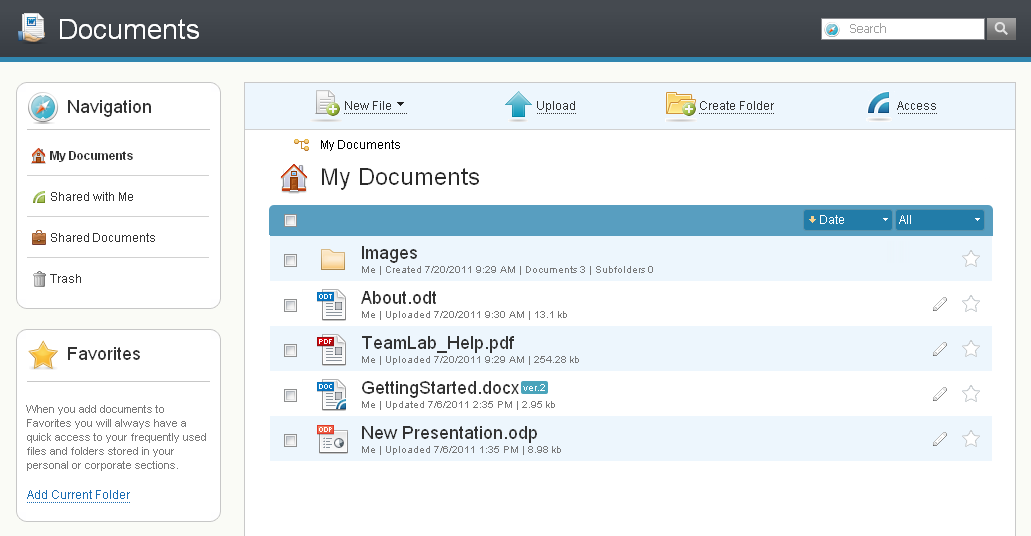 Documents
Search
Navigation
My Documents
Shared with Me
Shared Documents
Trash
Favorites
When you add documents to
Favorites you will always have a
quick access to your frequently used
files and folders stored in your
personal or corporate sections.
Add Current Folder
New File
Upload
Create Folder
Access
My Documents
My Documents
Date
All
Images
Me | Created 7/20/2011 9:29 AM | Documents 3 | Subfolders 0
ODT
About.odt
Me | Uploaded 7/20/2011 9:30 AM | 13.1 kb
PDF
TeamLab_Help.pdf
Me | Uploaded 7/20/2011 9:29 AM | 254.28 kb
DOC
GettingStarted.docx ver.2
Me | Updated 7/6/2011 2:35 PM | 2.95 kb
ODP
New Presentation.odp
Me | Uploaded 7/6/2011 1:35 PM | 8.98 kb